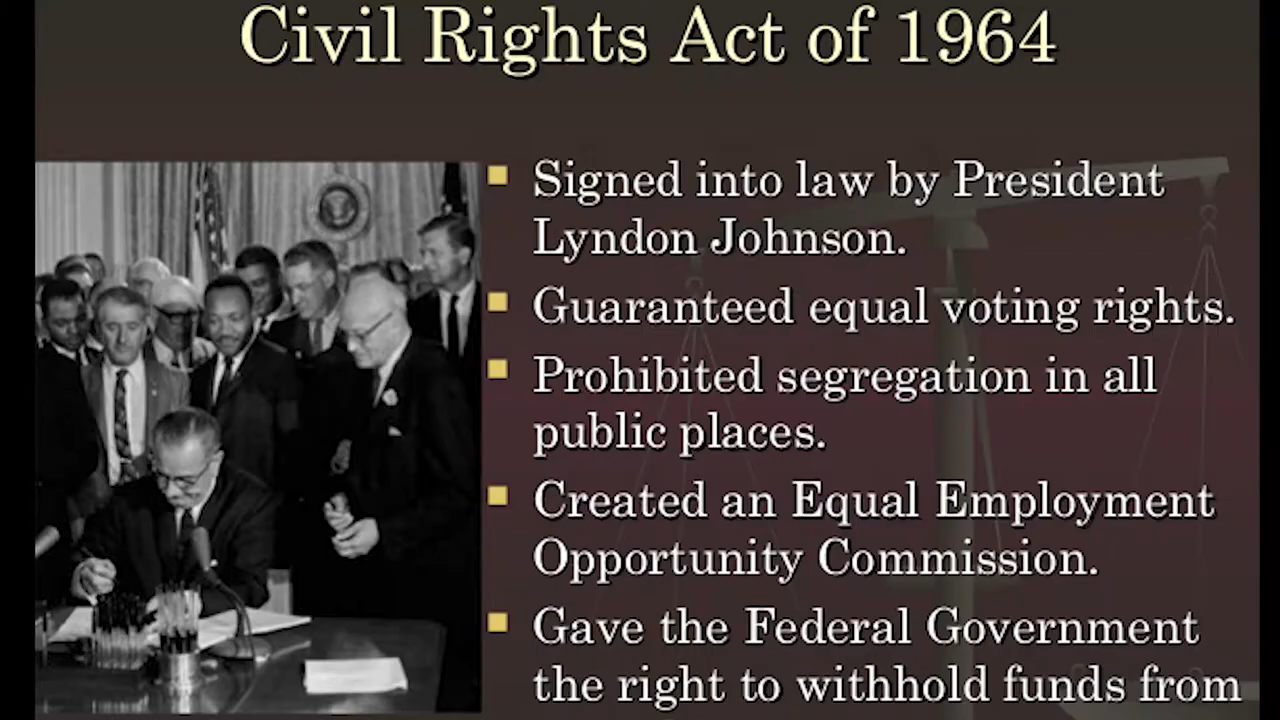 Civil Rights Act of 1964
Signed into law by President
Lyndon Johnson.
Guaranteed equal voting rights.
Prohibited segregation in all
public places.
Created an Equal Employment
Opportunity Commission.
Gave the Federal Government
the right to withhold funds from